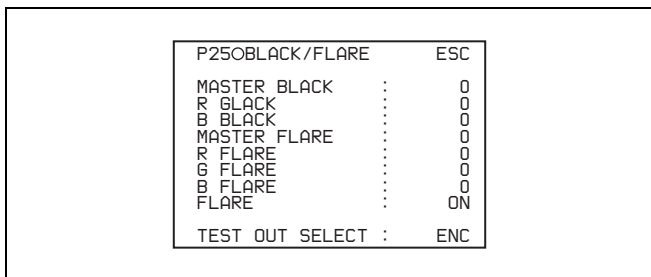 P25OBLACK/FLARE ESC
MASTER BLACK : 0
R GLACK : 0
B BLACK : 0
MASTER FLARE : 0
R FLARE : 0
G FLARE : 0
B FLARE : 0
FLARE : ON
TEST OUT SELECT : ENC